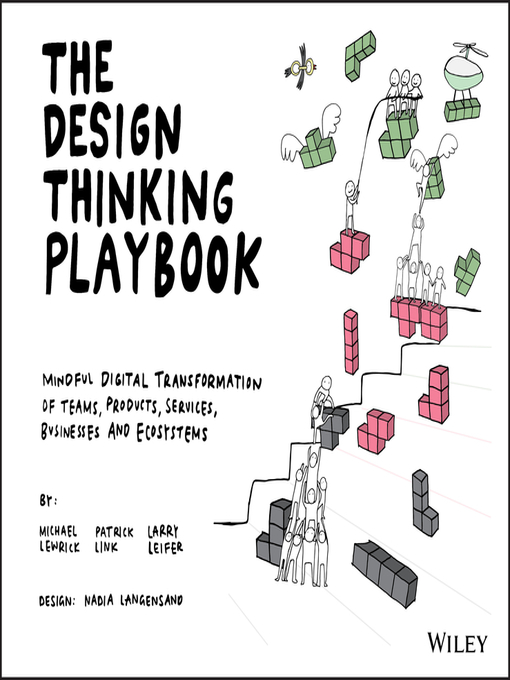 THE
DESIGN
THINKING
PLAYBOOK
MINDFUL DIGITAL TRANSFORMATION
OF TEAMS, PRODUCTS, SERVICES,
BUSINESSES AND ECOSYSTEMS
BY:
MICHAEL PATRICK LARRY
LEWRICK LINK LEIFER
DESIGN: NADIA LANGENSAND
WILEY